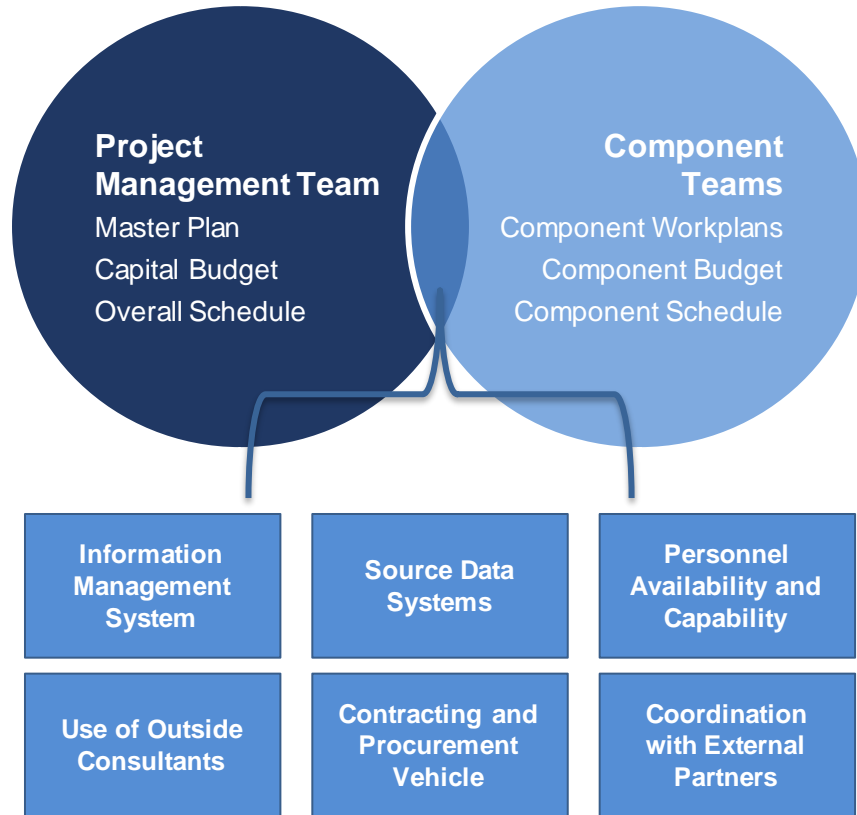 Project
Management Team
Master Plan
Capital Budget
Overall Schedule
Component
Teams
Component Workplans
Component Budget
Component Schedule
Information
Management
System
Source Data
Systems
Personnel
Availability and
Capability
Use of Outside
Consultants
Contracting and
Procurement
Vehicle
Coordination
with External
Partners